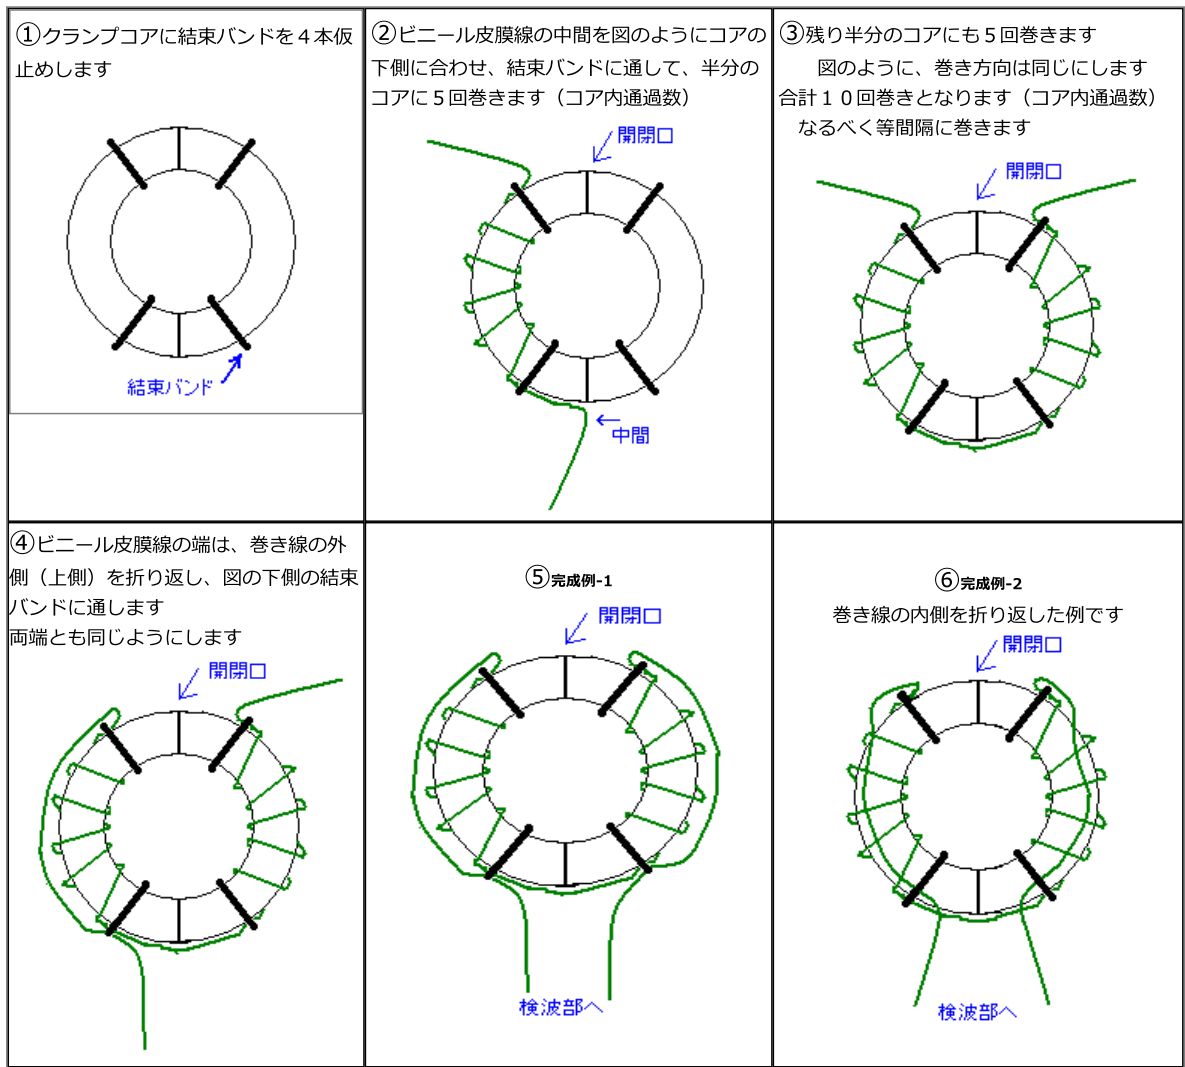 ①クランプコアに結束バンドを４本仮
止めします
結束バンド
②ビニール皮膜線の中間を図のようにコアの
下側に合わせ、結束バンドに通して、半分の
コアに５回巻きます（コア内通過数）
開閉口
←中間
③残り半分のコアにも５回巻きます
図のように、巻き方向は同じにします
合計１０回巻きとなります（コア内通過数）
なるべく等間隔に巻きます
開閉口
④ビニール皮膜線の端は、巻き線の外
側（上側）を折り返し、図の下側の結束
バンドに通します
両端とも同じようにします
開閉口
⑤完成例-1
開閉口
検波部へ
⑥完成例-2
巻き線の内側を折り返した例です
開閉口
検波部へ